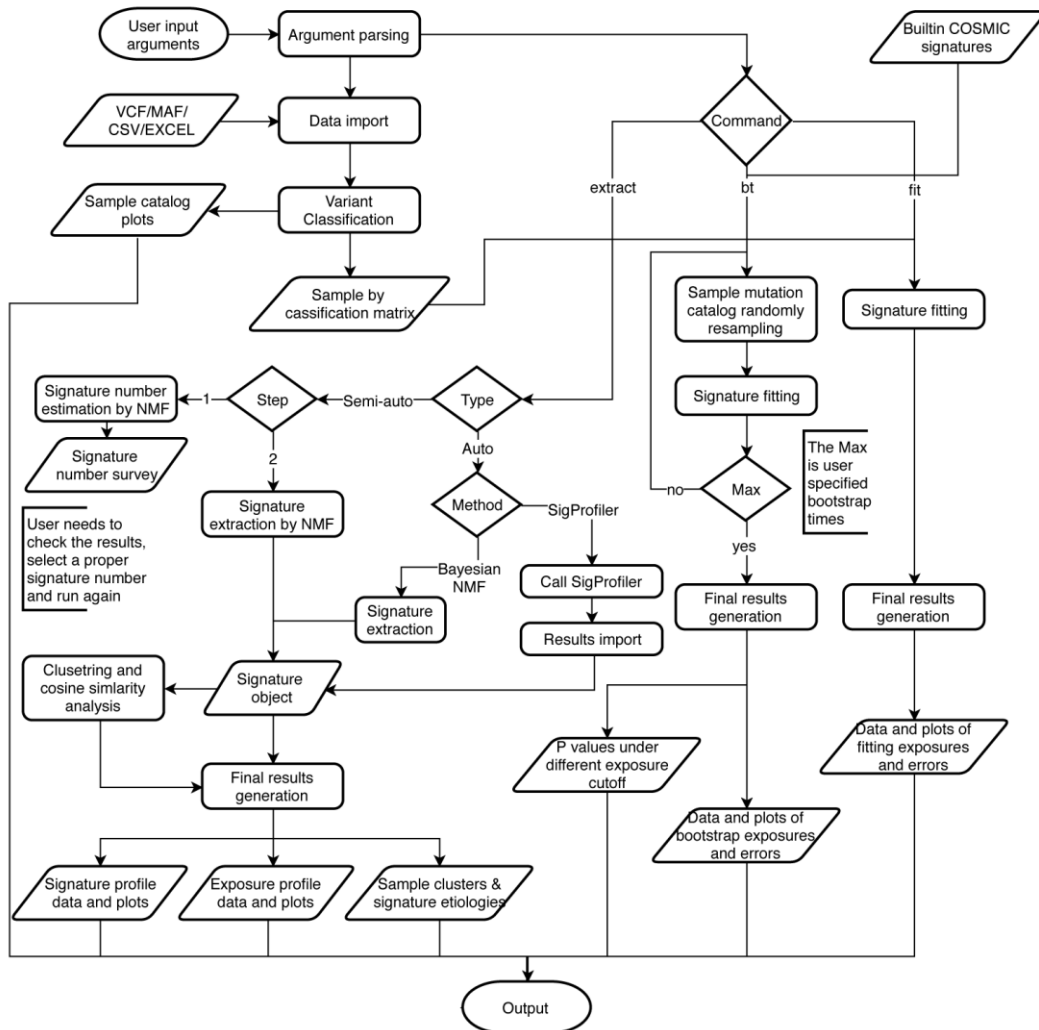 User input
arguments
Argument parsing
Builtin COSMIC
signatures
VCF/MAF/
CSV/EXCEL
Data import
Command
extract
bt
fit
Sample catalog
plots
Variant
Classification
Sample by
cassification matrix
Sample mutation
catalog randomly
resampling
Signature fitting
Signature number
estimation by NMF
1
Step
Semi-auto
Type
Signature fitting
Signature
number survey
2
Auto
The Max
is user
specified
bootstrap
times
Method
SigProfiler
no
Max
User needs to
check the results,
select a proper
signature number
and run again
Signature
extraction by NMF
yes
Bayesian
NMF
Call SigProfiler
Signature
extraction
Results import
Final results
generation
Final results
generation
Clusetring and
cosine simlarity
analysis
Signature
object
P values under
different exposure
cutoff
Data and plots of
fitting exposures
and errors
Final results
generation
Data and plots of
bootstrap exposures
and errors
Signature profile
data and plots
Exposure profile
data and plots
Sample clusters &
signature etiologies
Output